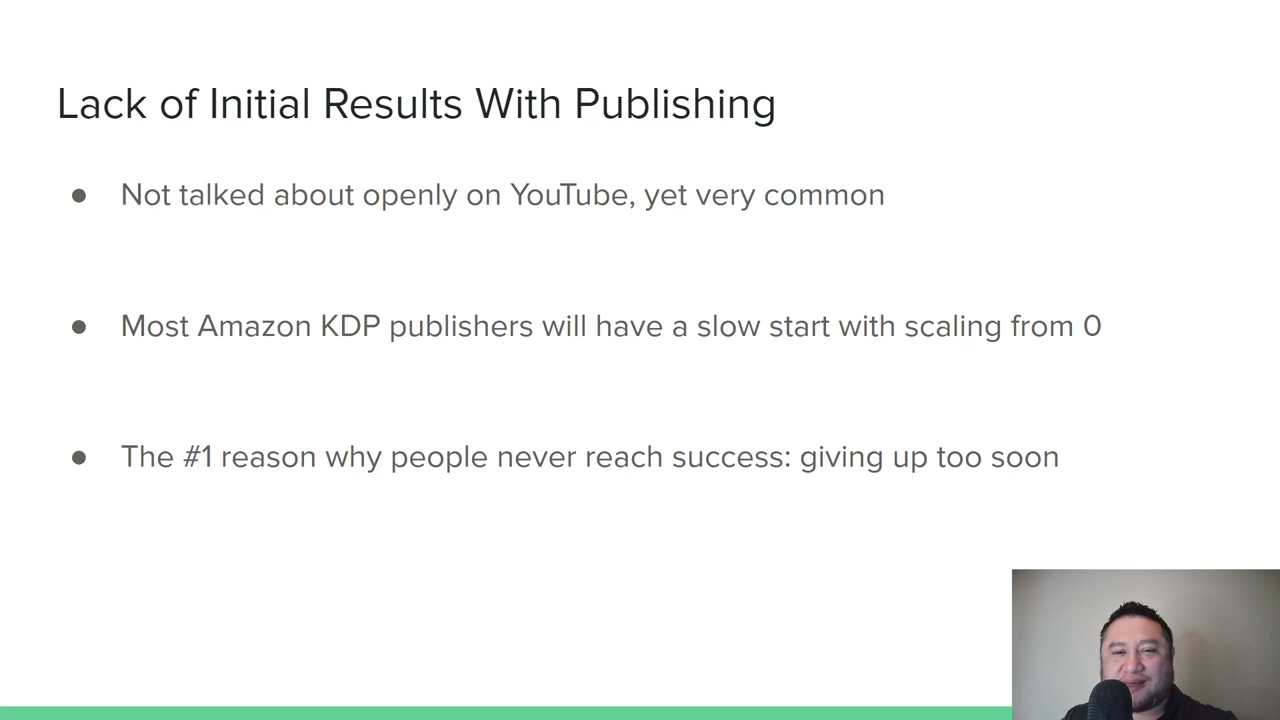 Lack of Initial Results With Publishing
● Not talked about openly on YouTube, yet very common
● Most Amazon KDP publishers will have a slow start with scaling from 0
● The #1 reason why people never reach success: giving up too soon